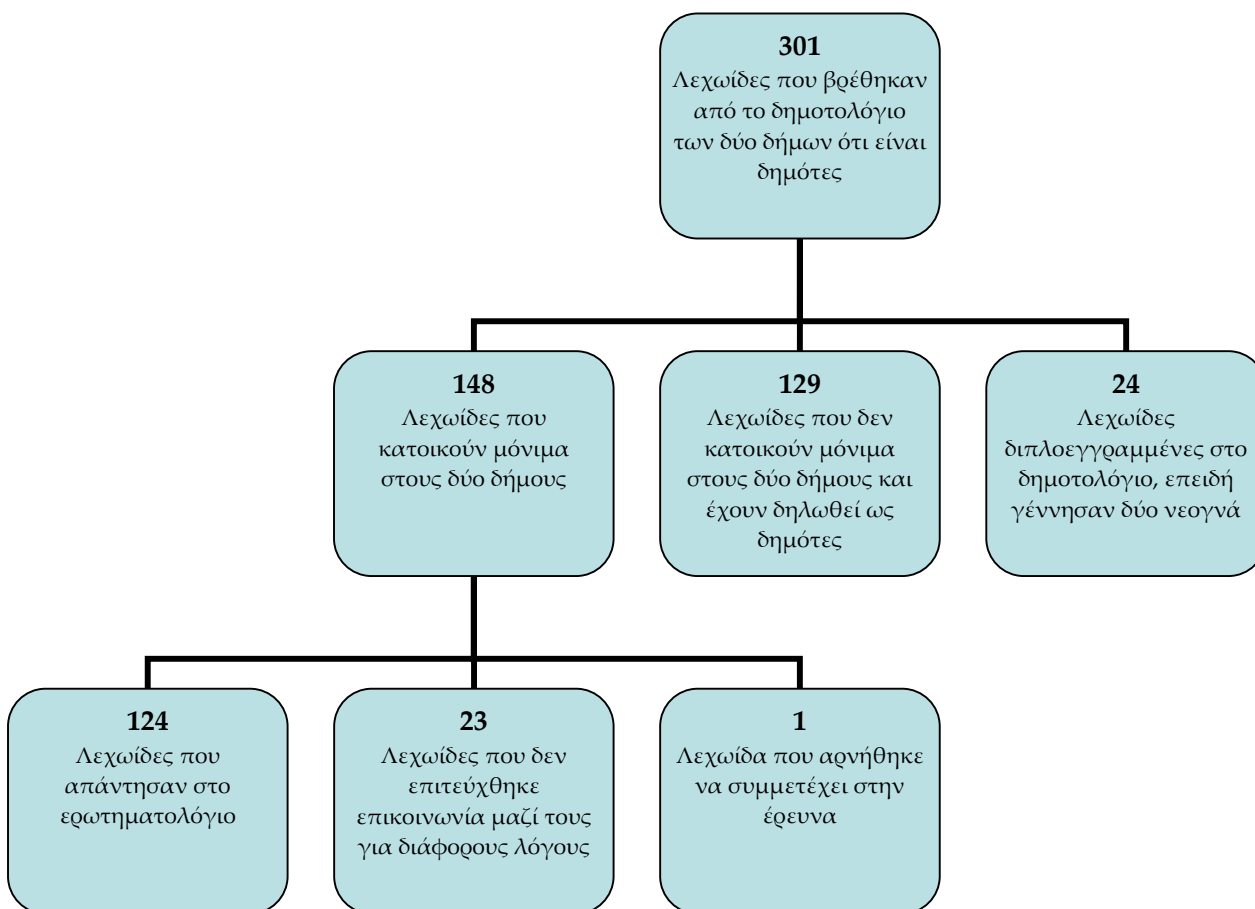 301
Λεχωίδες που βρέθηκαν
από το δημοτολόγιο
των δύο δήμων ότι είναι
δημότες
148
Λεχωίδες που
κατοικούν μόνιμα
στους δύο δήμους
129
Λεχωίδες που δεν
κατοικούν μόνιμα
στους δύο δήμους και
έχουν δηλωθεί ως
δημότες
24
Λεχωίδες
διπλοεγγραμμένες στο
δημοτολόγιο, επειδή
γέννησαν δύο νεογνά
124
Λεχωίδες που
απάντησαν στο
ερωτηματολόγιο
23
Λεχωίδες που δεν
επιτεύχθηκε
επικοινωνία μαζί τους
για διάφορους λόγους
1
Λεχωίδα που αρνήθηκε
να συμμετέχει στην
έρευνα